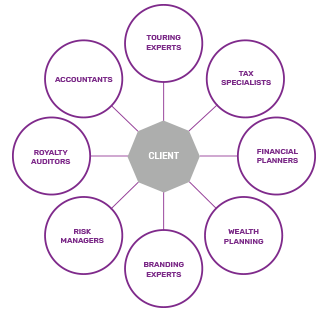 TOURING
EXPERTS
ACCOUNTANTS
TAX
SPECIALISTS
ROYALTY
AUDITORS
CLIENT
FINANCIAL
PLANNERS
RISK
MANAGERS
WEALTH
PLANNING
BRANDING
EXPERTS